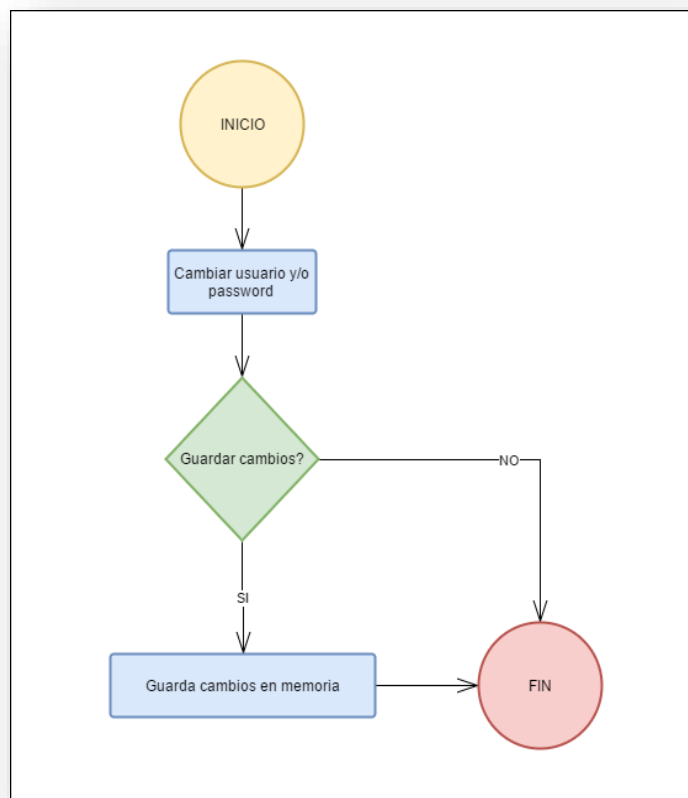 INICIO
Cambiar usuario y/o
password
Guardar cambios?
NO
SI
Guarda cambios en memoria
FIN